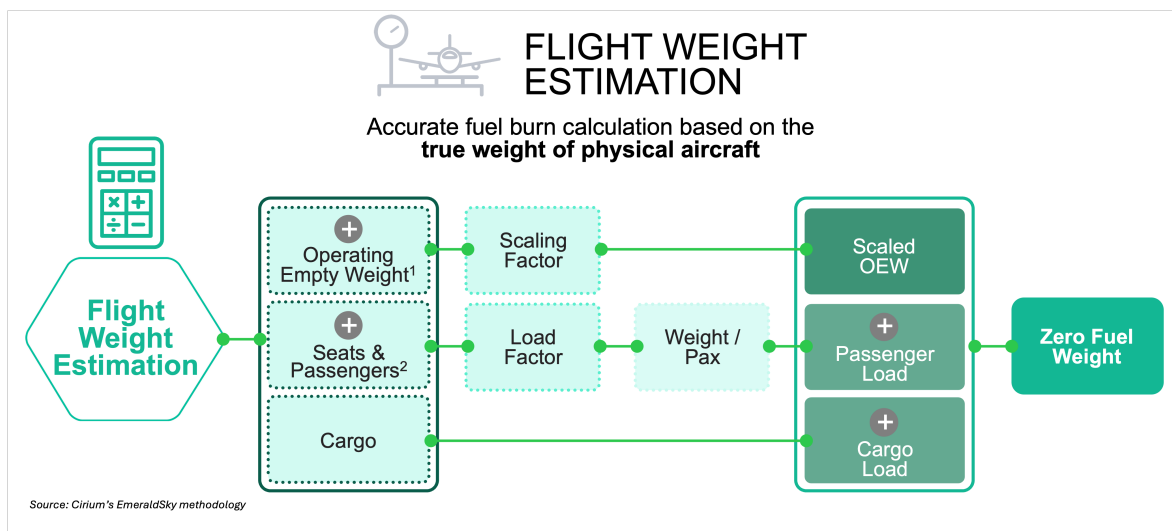 FLIGHT WEIGHT
ESTIMATION
Accurate fuel burn calculation based on the
true weight of physical aircraft
Flight
Weight
Estimation
+
Operating
Empty Weight¹
Scaling
Factor
Scaled
OEW
+
Seats &
Passengers²
Load
Factor
Weight /
Pax
+
Passenger
Load
Cargo
+
Cargo
Load
Zero Fuel
Weight
Source: Cirium's EmeraldSky methodology